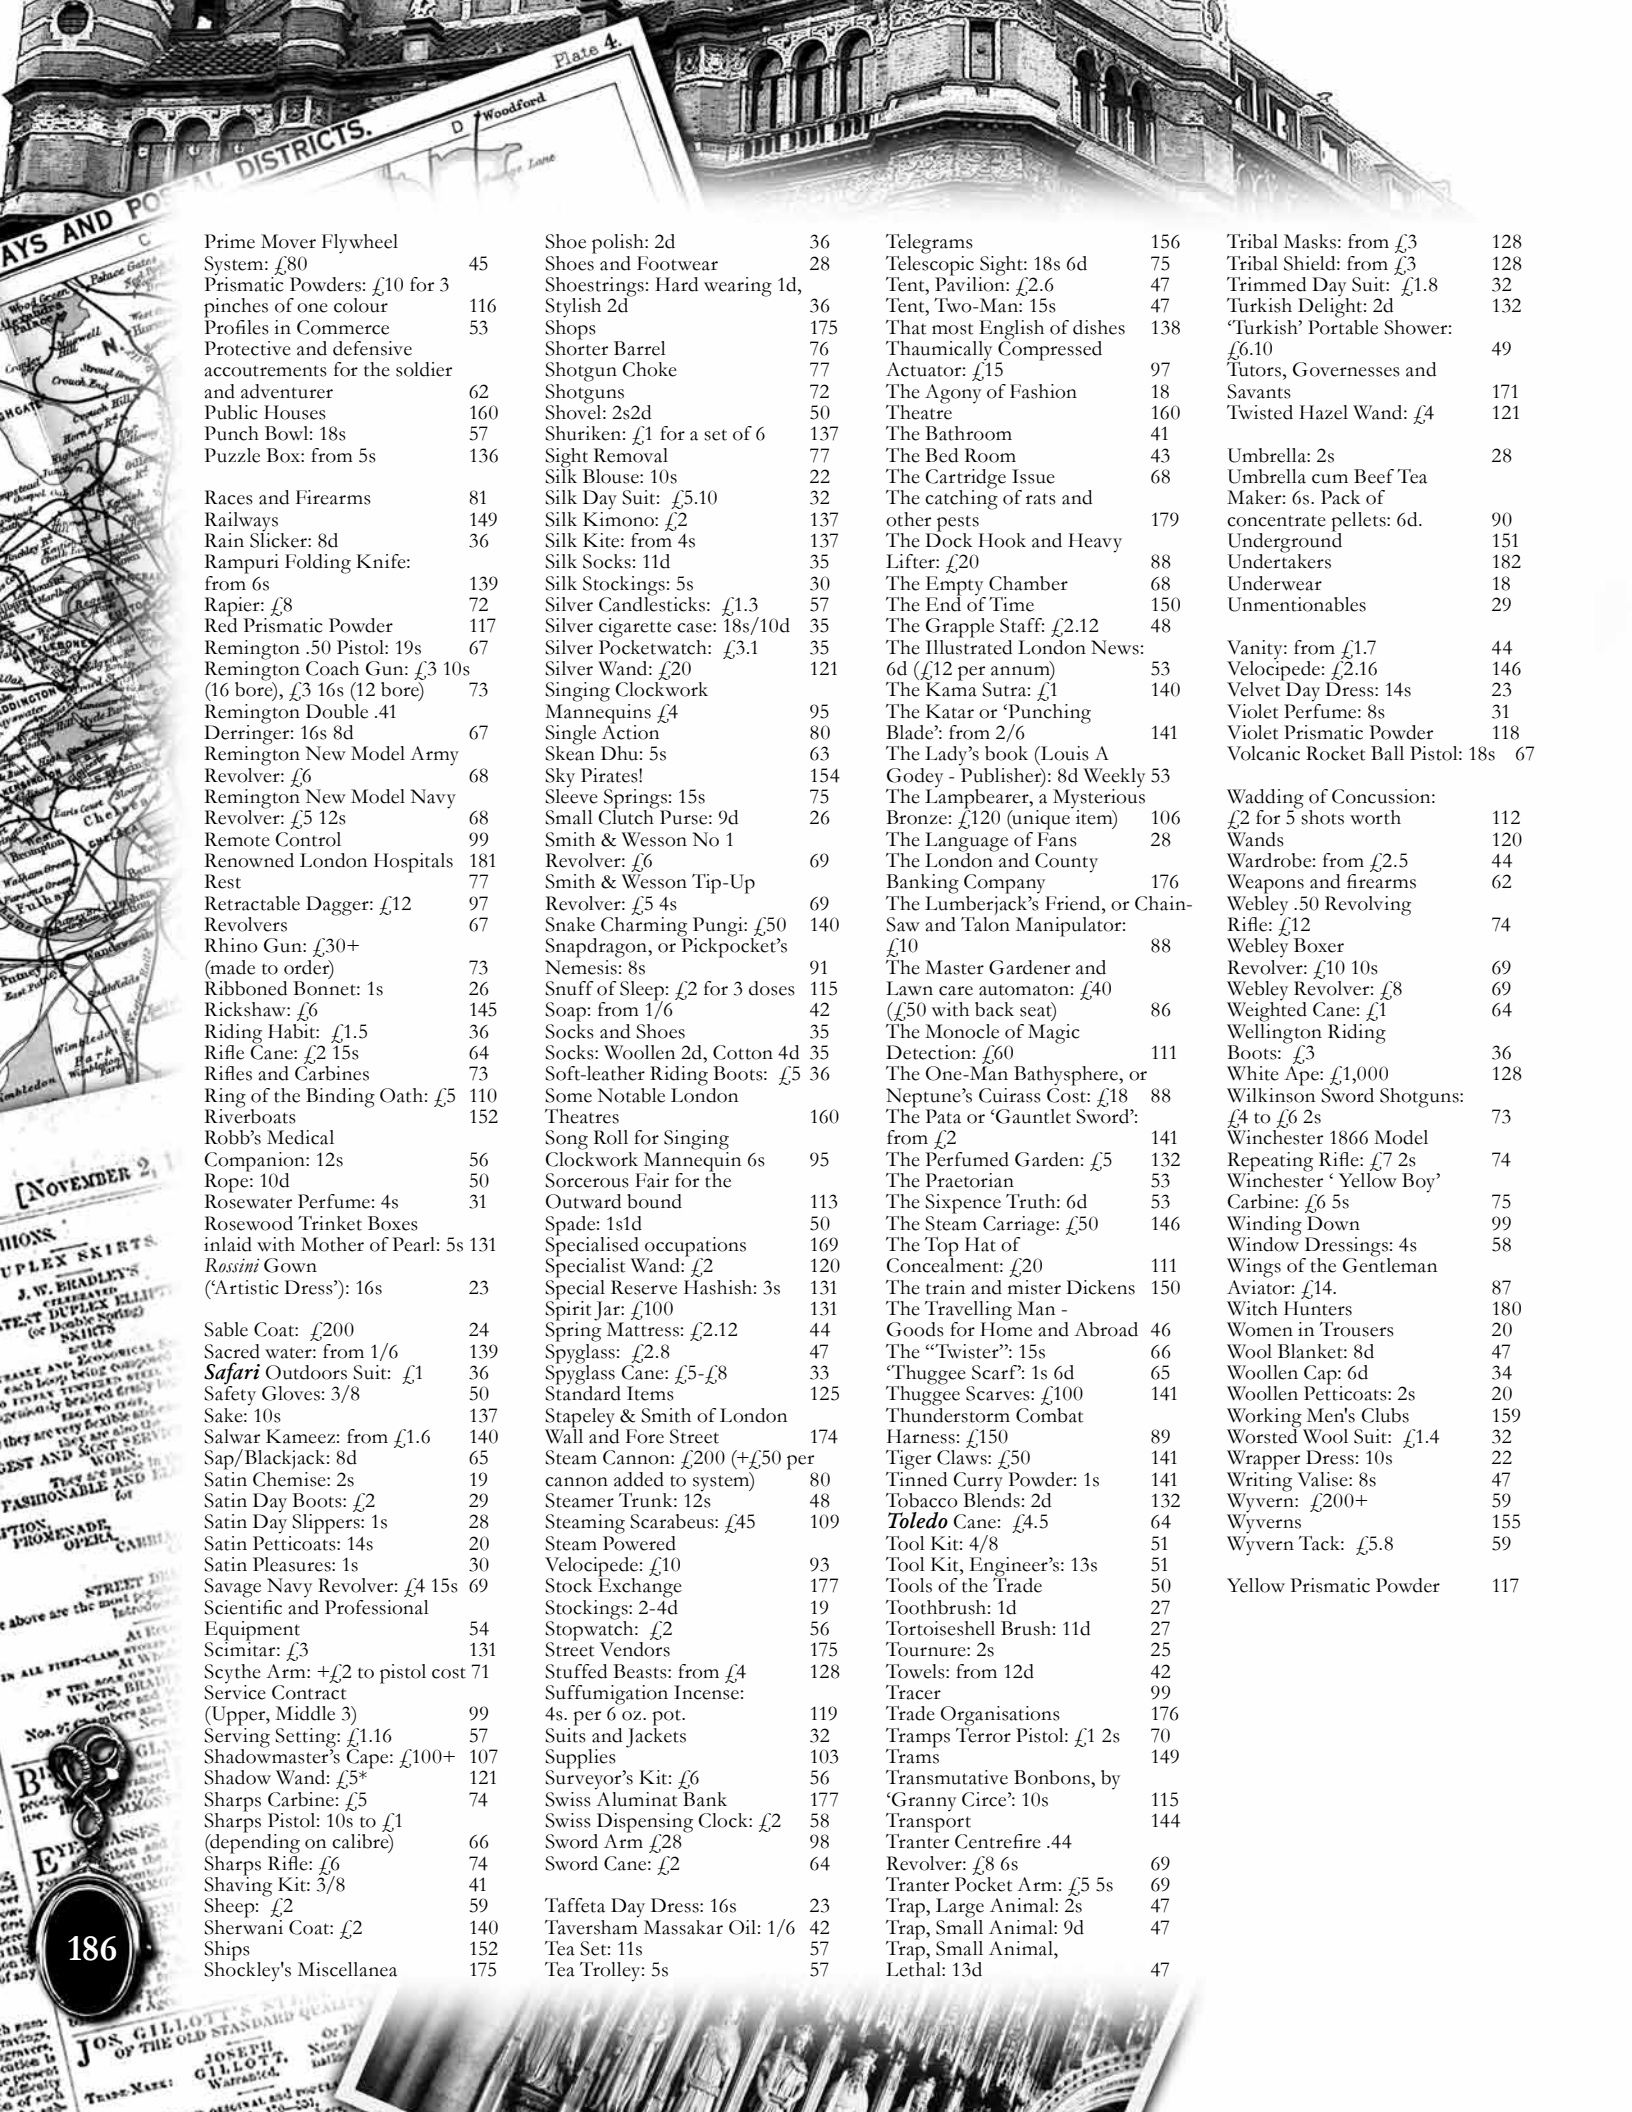 Plate 4.
DISTRICTS.
D
Woodford
AYS AND PO
C
N.
Palace Gates
Wood Green
Crouch End
Crouch Hill
HGATE
Highgate
Earls Court
Chelsea
Brompton
Walham Green
Parsons Green
Fulham
Putney
East Putney
Wimbledon
Park
Prime Mover Flywheel
System: £80 45
Prismatic Powders: £10 for 3
pinches of one colour 116
Profiles in Commerce 53
Protective and defensive
accoutrements for the soldier
and adventurer 62
Public Houses 160
Punch Bowl: 18s 57
Puzzle Box: from 5s 136
Races and Firearms 81
Railways 149
Rain Slicker: 8d 36
Rampuri Folding Knife:
from 6s 139
Rapier: £8 72
Red Prismatic Powder 117
Remington .50 Pistol: 19s 67
Remington Coach Gun: £3 10s
(16 bore), £3 16s (12 bore) 73
Remington Double .41
Derringer: 16s 8d 67
Remington New Model Army
Revolver: £6 68
Remington New Model Navy
Revolver: £5 12s 68
Remote Control 99
Renowned London Hospitals 181
Rest 77
Retractable Dagger: £12 97
Revolvers 67
Rhino Gun: £30+
(made to order) 73
Ribboned Bonnet: 1s 26
Rickshaw: £6 145
Riding Habit: £1.5 36
Rifle Cane: £2 15s 64
Rifles and Carbines 73
Ring of the Binding Oath: £5 110
Riverboats 152
Robb's Medical
Companion: 12s 56
Rope: 10d 50
Rosewater Perfume: 4s 31
Rosewood Trinket Boxes
inlaid with Mother of Pearl: 5s 131
Rossini Gown
('Artistic Dress'): 16s 23
Sable Coat: £200 24
Sacred water: from 1/6 139
Safari Outdoors Suit: £1 36
Safety Gloves: 3/8 50
Sake: 10s 137
Salwar Kameez: from £1.6 140
Sap/Blackjack: 8d 65
Satin Chemise: 2s 19
Satin Day Boots: £2 29
Satin Day Slippers: 1s 28
Satin Petticoats: 14s 20
Satin Pleasures: 1s 30
Savage Navy Revolver: £4 15s 69
Scientific and Professional
Equipment 54
Scimitar: £3 131
Scythe Arm: +£2 to pistol cost 71
Service Contract
(Upper, Middle 3) 99
Serving Setting: £1.16 57
Shadowmaster's Cape: £100+ 107
Shadow Wand: £5* 121
Sharps Carbine: £5 74
Sharps Pistol: 10s to £1
(depending on calibre) 66
Sharps Rifle: £6 74
Shaving Kit: 3/8 41
Sheep: £2 59
Sherwani Coat: £2 140
Ships 152
Shockley's Miscellanea 175
Shoe polish: 2d 36
Shoes and Footwear 28
Shoestrings: Hard wearing 1d,
Stylish 2d 36
Shops 175
Shorter Barrel 76
Shotgun Choke 77
Shotguns 72
Shovel: 2s2d 50
Shuriken: £1 for a set of 6 137
Sight Removal 77
Silk Blouse: 10s 22
Silk Day Suit: £5.10 32
Silk Kimono: £2 137
Silk Kite: from 4s 137
Silk Socks: 11d 35
Silk Stockings: 5s 30
Silver Candlesticks: £1.3 57
Silver cigarette case: 18s/10d 35
Silver Pocketwatch: £3.1 35
Silver Wand: £20 121
Singing Clockwork
Mannequins £4 95
Single Action 80
Skean Dhu: 5s 63
Sky Pirates! 154
Sleeve Springs: 15s 75
Small Clutch Purse: 9d 26
Smith & Wesson No 1
Revolver: £6 69
Smith & Wesson Tip-Up
Revolver: £5 4s 69
Snake Charming Pungi: £50 140
Snapdragon, or Pickpocket's
Nemesis: 8s 91
Snuff of Sleep: £2 for 3 doses 115
Soap: from 1/6 42
Socks and Shoes 35
Socks: Woollen 2d, Cotton 4d 35
Soft-leather Riding Boots: £5 36
Some Notable London
Theatres 160
Song Roll for Singing
Clockwork Mannequin 6s 95
Sorcerous Fair for the
Outward bound 113
Spade: 1s1d 50
Specialised occupations 169
Specialist Wand: £2 120
Special Reserve Hashish: 3s 131
Spirit Jar: £100 131
Spring Mattress: £2.12 44
Spyglass: £2.8 47
Spyglass Cane: £5-£8 33
Standard Items 125
Stapeley & Smith of London
Wall and Fore Street 174
Steam Cannon: £200 (+£50 per
cannon added to system) 80
Steamer Trunk: 12s 48
Steaming Scarabeus: £45 109
Steam Powered
Velocipede: £10 93
Stock Exchange 177
Stockings: 2-4d 19
Stopwatch: £2 56
Street Vendors 175
Stuffed Beasts: from £4 128
Suffumigation Incense:
4s. per 6 oz. pot. 119
Suits and Jackets 32
Supplies 103
Surveyor's Kit: £6 56
Swiss Aluminat Bank 177
Swiss Dispensing Clock: £2 58
Sword Arm £28 98
Sword Cane: £2 64
Taffeta Day Dress: 16s 23
Taversham Massakar Oil: 1/6 42
Tea Set: 11s 57
Tea Trolley: 5s 57
Telegrams 156
Telescopic Sight: 18s 6d 75
Tent, Pavilion: £2.6 47
Tent, Two-Man: 15s 47
That most English of dishes 138
Thaumically Compressed
Actuator: £15 97
The Agony of Fashion 18
Theatre 160
The Bathroom 41
The Bed Room 43
The Cartridge Issue 68
The catching of rats and
other pests 179
The Dock Hook and Heavy
Lifter: £20 88
The Empty Chamber 68
The End of Time 150
The Grapple Staff: £2.12 48
The Illustrated London News:
6d (£12 per annum) 53
The Kama Sutra: £1 140
The Katar or 'Punching
Blade': from 2/6 141
The Lady's book (Louis A
Godey - Publisher): 8d Weekly 53
The Lampbearer, a Mysterious
Bronze: £120 (unique item) 106
The Language of Fans 28
The London and County
Banking Company 176
The Lumberjack's Friend, or Chain-
Saw and Talon Manipulator:
£10 88
The Master Gardener and
Lawn care automaton: £40
(£50 with back seat) 86
The Monocle of Magic
Detection: £60 111
The One-Man Bathysphere, or
Neptune's Cuirass Cost: £18 88
The Pata or 'Gauntlet Sword':
from £2 141
The Perfumed Garden: £5 132
The Praetorian 53
The Sixpence Truth: 6d 53
The Steam Carriage: £50 146
The Top Hat of
Concealment: £20 111
The train and mister Dickens 150
The Travelling Man -
Goods for Home and Abroad 46
The "Twister": 15s 66
'Thuggee Scarf': 1s 6d 65
Thuggee Scarves: £100 141
Thunderstorm Combat
Harness: £150 89
Tiger Claws: £50 141
Tinned Curry Powder: 1s 141
Tobacco Blends: 2d 132
Toledo Cane: £4.5 64
Tool Kit: 4/8 51
Tool Kit, Engineer's: 13s 51
Tools of the Trade 50
Toothbrush: 1d 27
Tortoiseshell Brush: 11d 27
Tournure: 2s 25
Towels: from 12d 42
Tracer 99
Trade Organisations 176
Tramps Terror Pistol: £1 2s 70
Trams 149
Transmutative Bonbons, by
'Granny Circe': 10s 115
Transport 144
Tranter Centrefire .44
Revolver: £8 6s 69
Tranter Pocket Arm: £5 5s 69
Trap, Large Animal: 2s 47
Trap, Small Animal: 9d 47
Trap, Small Animal,
Lethal: 13d 47
Tribal Masks: from £3 128
Tribal Shield: from £3 128
Trimmed Day Suit: £1.8 32
Turkish Delight: 2d 132
'Turkish' Portable Shower:
£6.10 49
Tutors, Governesses and
Savants 171
Twisted Hazel Wand: £4 121
Umbrella: 2s 28
Umbrella cum Beef Tea
Maker: 6s. Pack of
concentrate pellets: 6d. 90
Underground 151
Undertakers 182
Underwear 18
Unmentionables 29
Vanity: from £1.7 44
Velocipede: £2.16 146
Velvet Day Dress: 14s 23
Violet Perfume: 8s 31
Violet Prismatic Powder 118
Volcanic Rocket Ball Pistol: 18s 67
Wadding of Concussion:
£2 for 5 shots worth 112
Wands 120
Wardrobe: from £2.5 44
Weapons and firearms 62
Webley .50 Revolving
Rifle: £12 74
Webley Boxer
Revolver: £10 10s 69
Webley Revolver: £8 69
Weighted Cane: £1 64
Wellington Riding
Boots: £3 36
White Ape: £1,000 128
Wilkinson Sword Shotguns:
£4 to £6 2s 73
Winchester 1866 Model
Repeating Rifle: £7 2s 74
Winchester ‘ Yellow Boy’
Carbine: £6 5s 75
Winding Down 99
Window Dressings: 4s 58
Wings of the Gentleman
Aviator: £14. 87
Witch Hunters 180
Women in Trousers 20
Wool Blanket: 8d 47
Woollen Cap: 6d 34
Woollen Petticoats: 2s 20
Working Men's Clubs 159
Worsted Wool Suit: £1.4 32
Wrapper Dress: 10s 22
Writing Valise: 8s 47
Wyvern: £200+ 59
Wyverns 155
Wyvern Tack: £5.8 59
Yellow Prismatic Powder 117
[NOVEMBER 2,
UPLEX SKIRTS
J. W. BRADLEY'S
(or Double Spring)
SKIRTS
are the
FASHIONABLE AND
PROMENADE,
OPERA,
186
JOS. GILLOTT'S
OF THE OLD STANDARD QUALITY
JOSEPH
GILLOTT,
Warranted.
TRADE MARK: